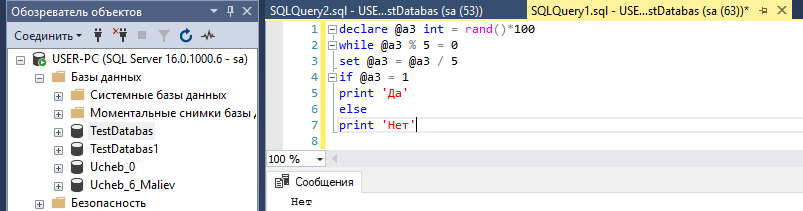 Обозреватель объектов
Соединить
USER-PC (SQL Server 16.0.1000.6 - sa)
Базы данных
Системные базы данных
Моментальные снимки базы д
TestDatabas
TestDatabas1
Ucheb_0
Ucheb_6_Maliev
Безопасность
SQLQuery2.sql - USE...stDatabas (sa (53))
SQLQuery1.sql - USE...stDatabas (sa (63))*
1 declare @a3 int = rand()*100
2 while @a3 % 5 = 0
3 set @a3 = @a3 / 5
4 if @a3 = 1
5 print 'Да'
6 else
7 print 'Нет'
8
100 %
Сообщения
Нет